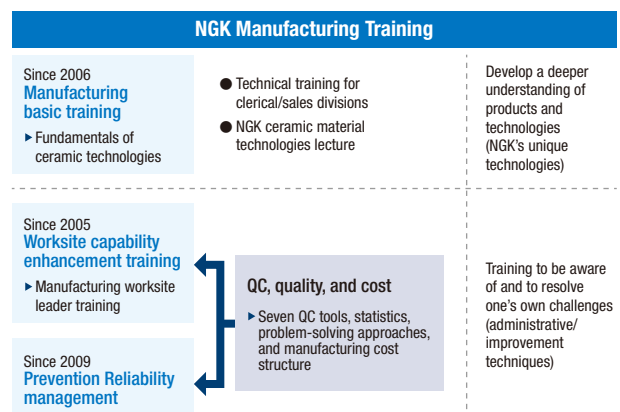 NGK Manufacturing Training
Since 2006
Manufacturing
basic training
▶ Fundamentals of
ceramic technologies
● Technical training for
clerical/sales divisions
● NGK ceramic material
technologies lecture
Develop a deeper
understanding of
products and
technologies
(NGK's unique
technologies)
Since 2005
Worksite capability
enhancement training
▶ Manufacturing worksite
leader training
Since 2009
Prevention Reliability
management
QC, quality, and cost
▶ Seven QC tools, statistics,
problem-solving approaches,
and manufacturing cost
structure
Training to be aware
of and to resolve
one's own challenges
(administrative/
improvement
techniques)